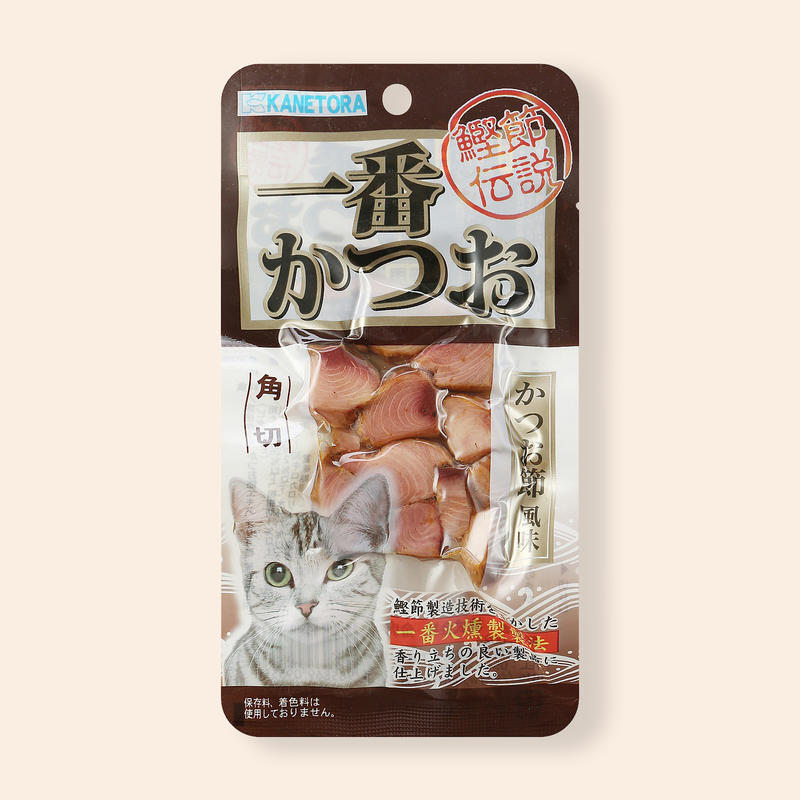 KANETORA
鰹節
伝説
一番
かつお
角切
かつお節風味
鰹節製造技術を かした
一番火燻製製法
香り立ちの良い製品に
仕上げました。
保存料、着色料は
使用しておりません。